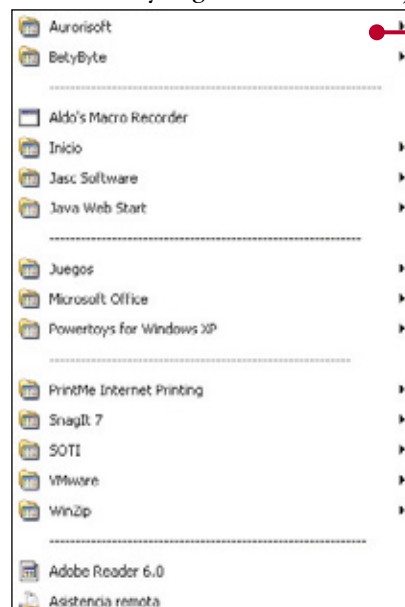 Aurorisoft
BetyByte
Aldo's Macro Recorder
Inicio
Jasc Software
Java Web Start
Juegos
Microsoft Office
Powertoys for Windows XP
PrintMe Internet Printing
SnagIt 7
SOTI
VMware
WinZip
Adobe Reader 6.0
Asistencia remota